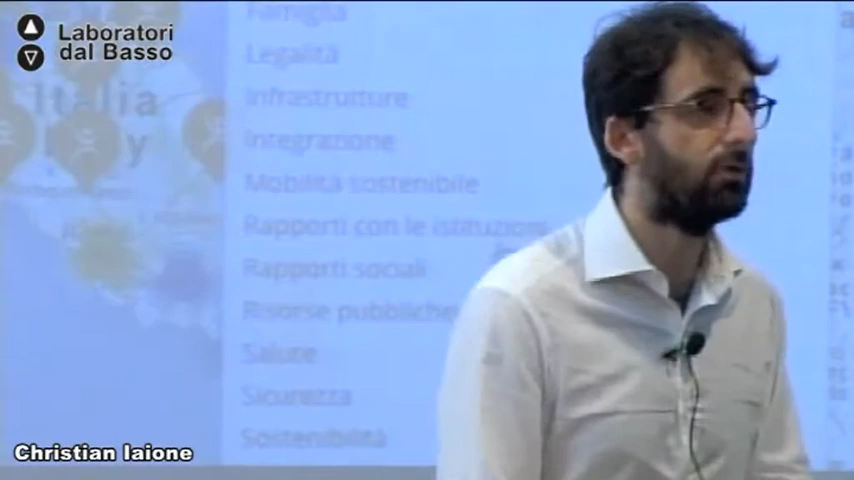 Laboratori
dal Basso
Famiglia
Legalità
Italia
Infrastrutture
Integrazione
Mobilità sostenibile
Rapporti con le istituzioni
Rapporti sociali
Risorse pubbliche
Salute
Sicurezza
Sostenibilità
Christian Iaione